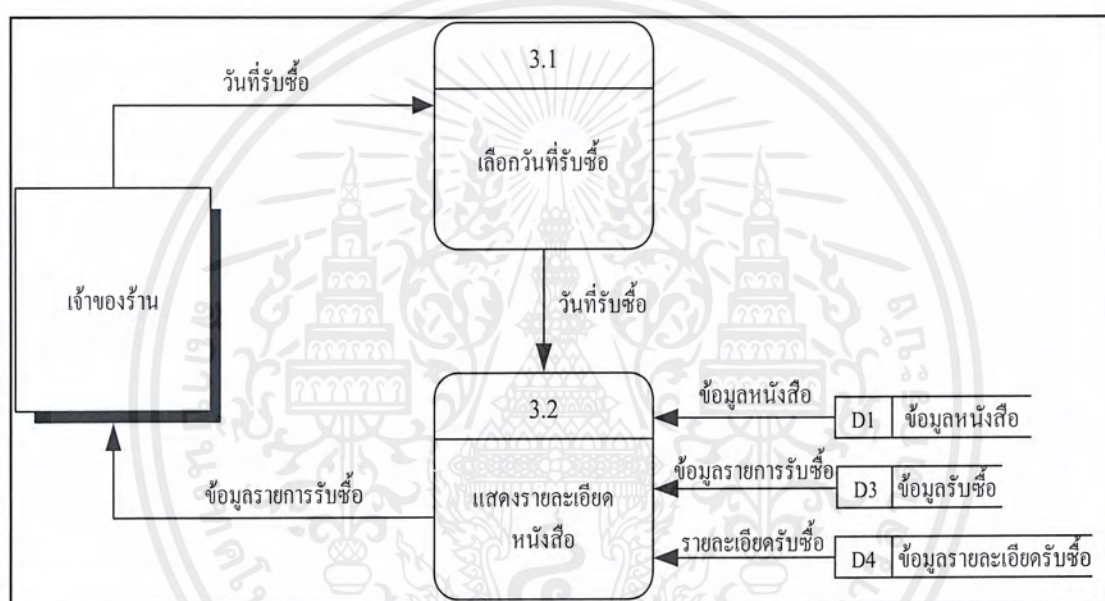 3.1
วันที่รับซื้อ
เลือกวันที่รับซื้อ
เจ้าของร้าน
วันที่รับซื้อ
3.2
ข้อมูลหนังสือ
D1 ข้อมูลหนังสือ
ข้อมูลรายการรับซื้อ
แสดงรายละเอียด
หนังสือ
ข้อมูลรายการรับซื้อ
D3 ข้อมูลรับซื้อ
รายละเอียดรับซื้อ
D4 ข้อมูลรายละเอียดรับซื้อ